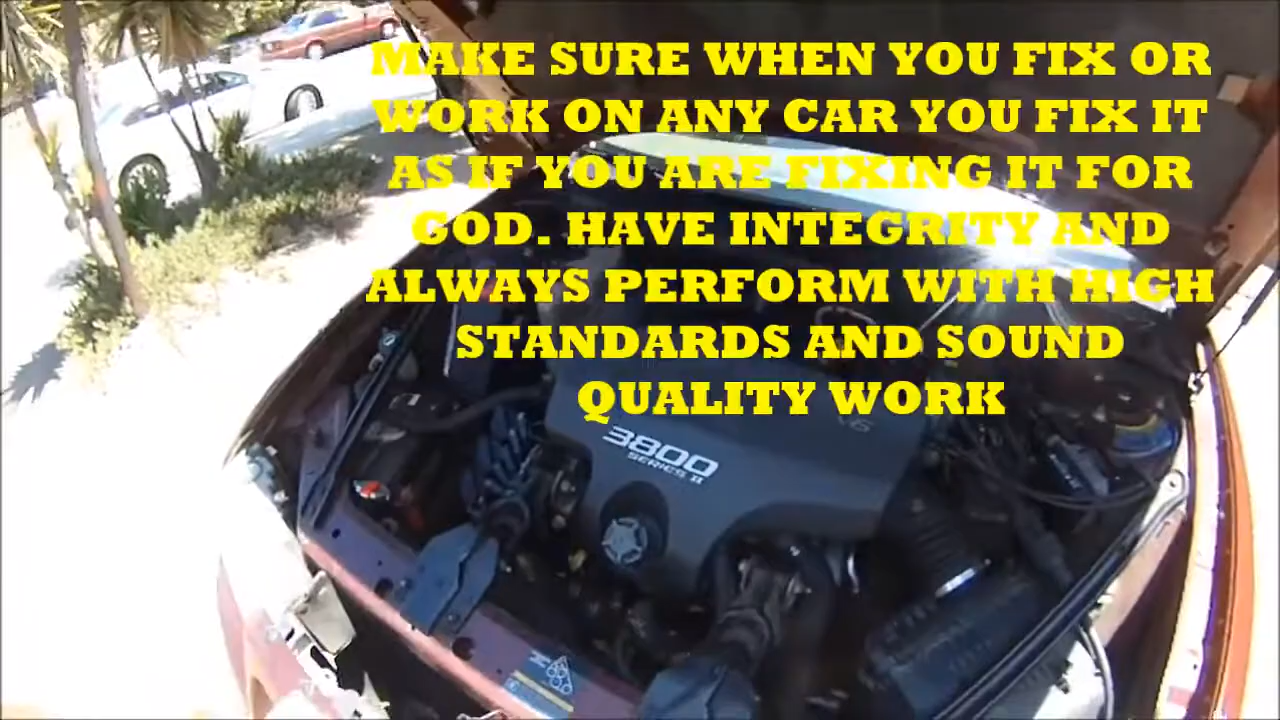 MAKE SURE WHEN YOU FIX OR
WORK ON ANY CAR YOU FIX IT
AS IF YOU ARE FIXING IT FOR
GOD. HAVE INTEGRITY AND
ALWAYS PERFORM WITH HIGH
STANDARDS AND SOUND
QUALITY WORK
V6
3800
SERIES II